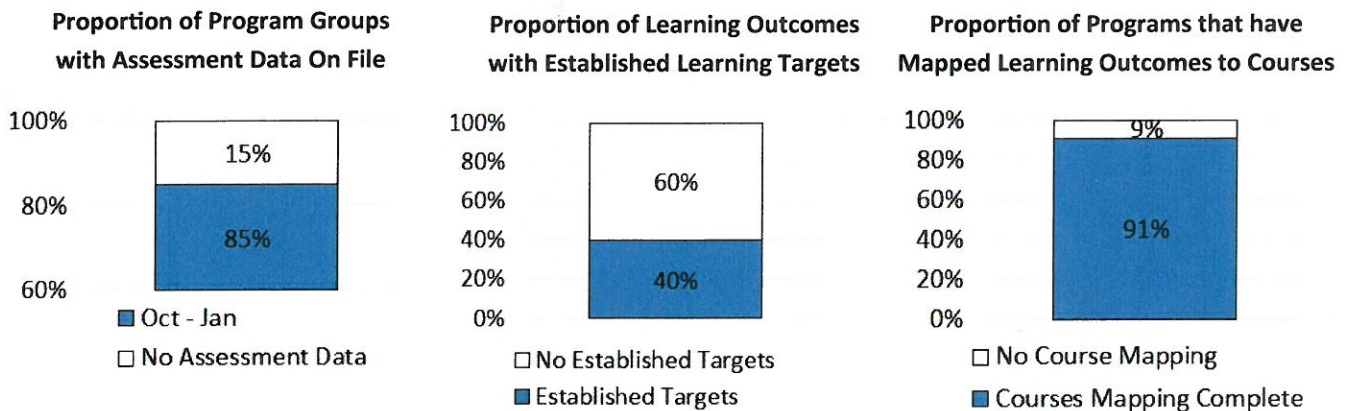 Proportion of Program Groups
with Assessment Data On File
100%
80%
60%
15%
85%
Oct - Jan
No Assessment Data
Proportion of Learning Outcomes
with Established Learning Targets
100%
80%
60%
40%
20%
0%
60%
40%
No Established Targets
Established Targets
Proportion of Programs that have
Mapped Learning Outcomes to Courses
100%
80%
60%
40%
20%
0%
9%
91%
No Course Mapping
Courses Mapping Complete